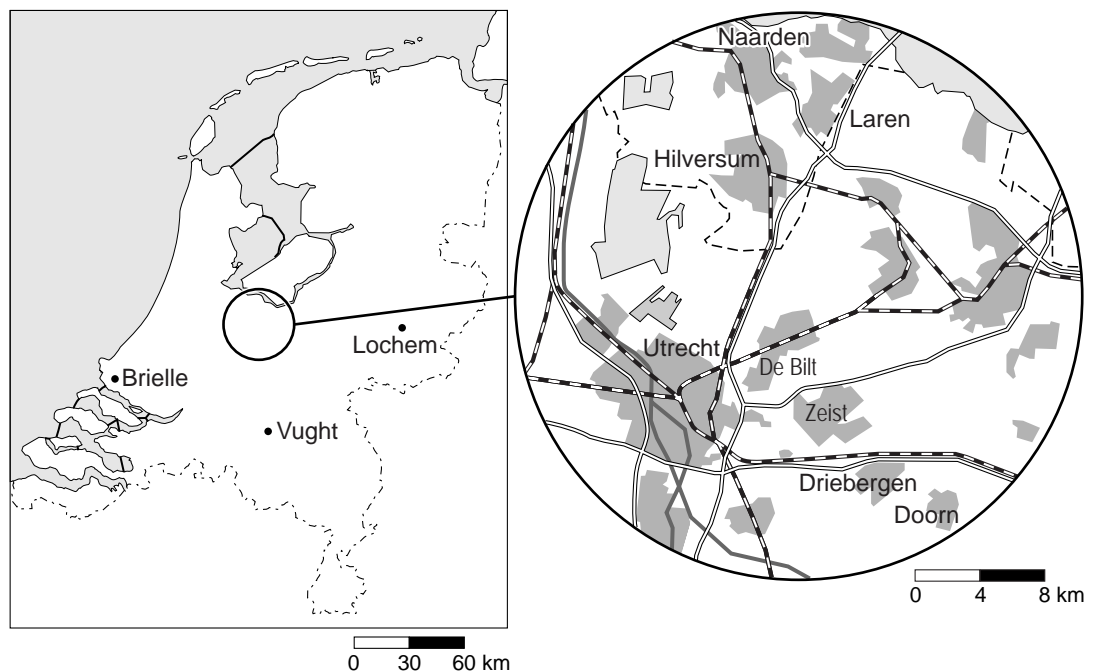 Brielle
Vught
Lochem
0 30 60 km
Naarden
Laren
Hilversum
Utrecht
De Bilt
Zeist
Driebergen
Doorn
0 4 8 km